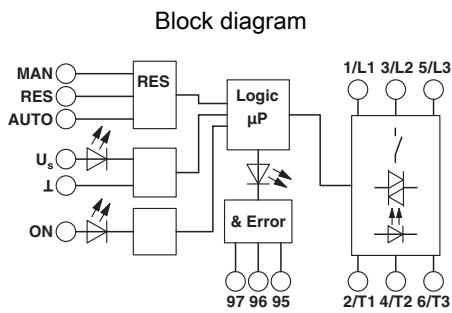 Block diagram
1/L1 3/L2 5/L3
MAN
RES
AUTO
RES
Logic
µP
Us
⊥
ON
& Error
97 96 95
2/T1 4/T2 6/T3